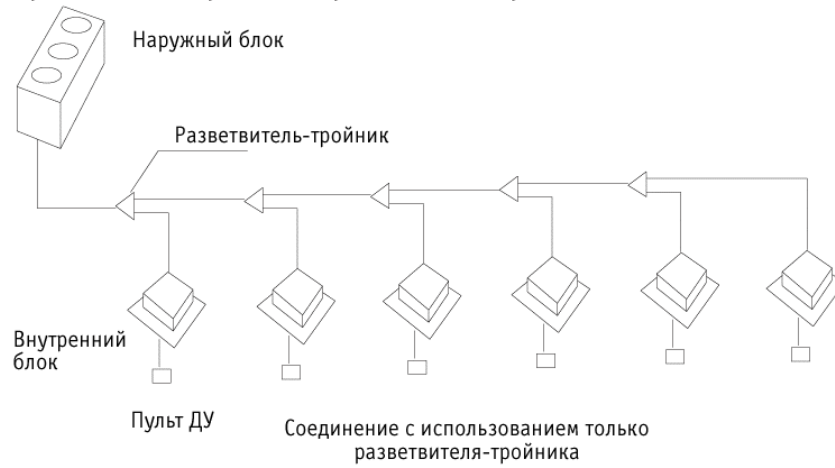 Наружный блок
Разветвитель-тройник
Внутренний
блок
Пульт ДУ
Соединение с использованием только
разветвителя-тройника